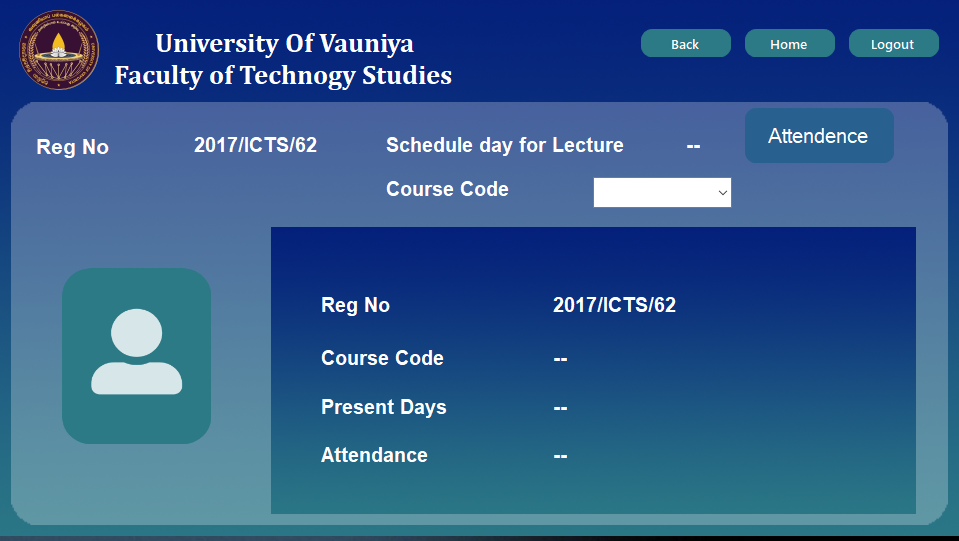 University Of Vauniya
Faculty of Technogy Studies
Back
Home
Logout
Reg No
2017/ICTS/62
Schedule day for Lecture
--
Attendence
Course Code
Reg No
2017/ICTS/62
Course Code
--
Present Days
--
Attendance
--